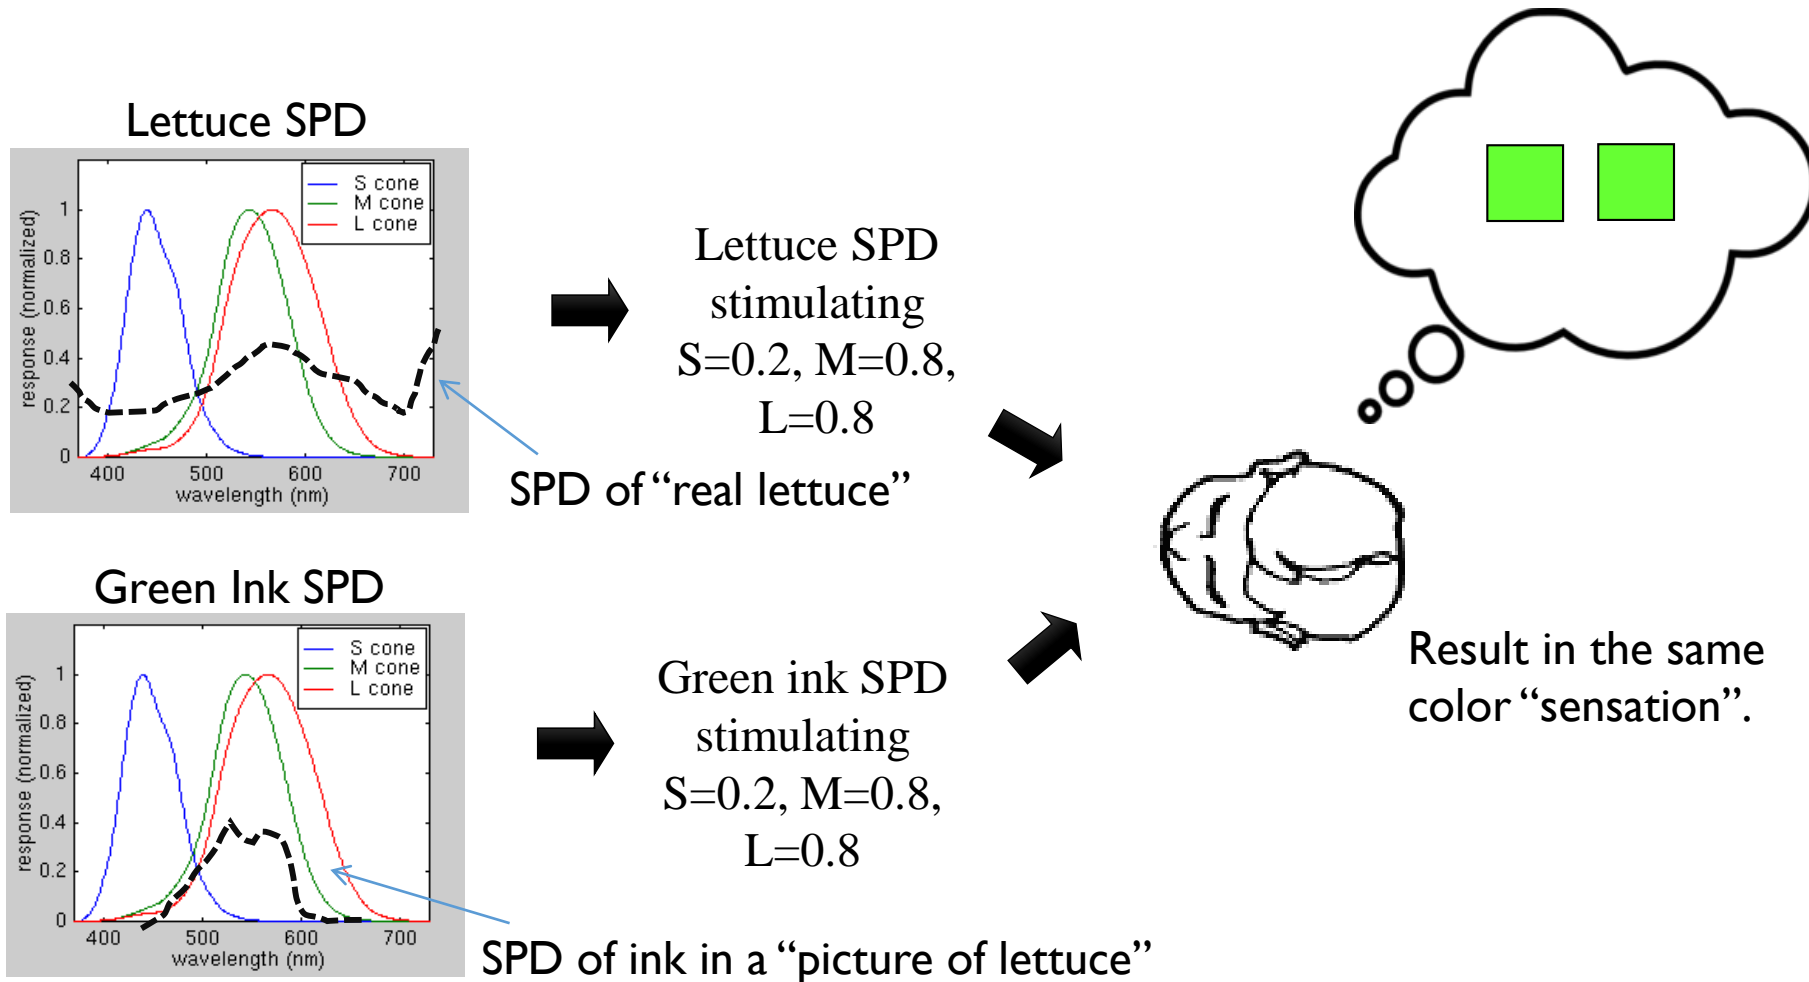 Lettuce SPD
S cone
M cone
L cone
response (normalized)
1
0.8
0.6
0.4
0.2
0
400 500 600 700
wavelength (nm)
Lettuce SPD
stimulating
S=0.2, M=0.8,
L=0.8
SPD of “real lettuce”
Green Ink SPD
S cone
M cone
L cone
response (normalized)
1
0.8
0.6
0.4
0.2
0
400 500 600 700
wavelength (nm)
Green ink SPD
stimulating
S=0.2, M=0.8,
L=0.8
SPD of ink in a “picture of lettuce”
Result in the same
color “sensation”.